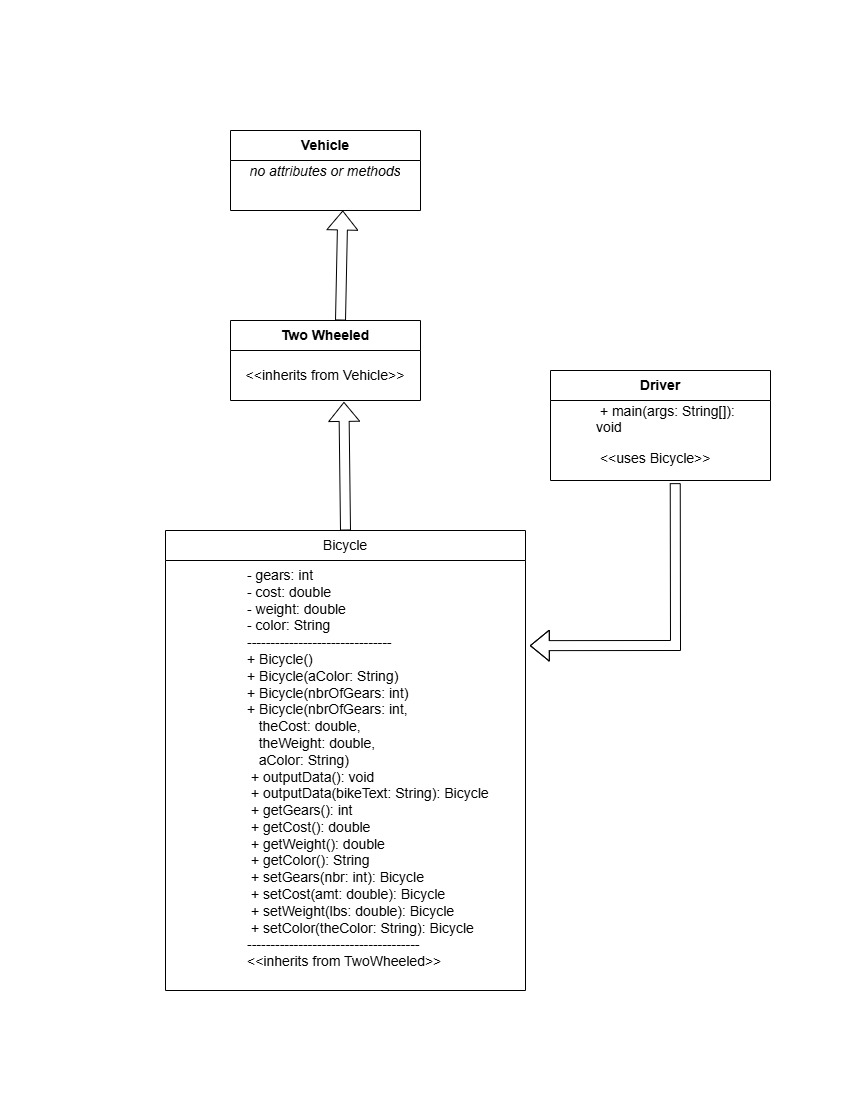 Vehicle
no attributes or methods
Two Wheeled
<<inherits from Vehicle>>
Driver
+ main(args: String[]):
void
<<uses Bicycle>>
Bicycle
- gears: int
- cost: double
- weight: double
- color: String
-------------------------------
+ Bicycle()
+ Bicycle(aColor: String)
+ Bicycle(nbrOfGears: int)
+ Bicycle(nbrOfGears: int,
theCost: double,
theWeight: double,
aColor: String)
+ outputData(): void
+ outputData(bikeText: String): Bicycle
+ getGears(): int
+ getCost(): double
+ getWeight(): double
+ getColor(): String
+ setGears(nbr: int): Bicycle
+ setCost(amt: double): Bicycle
+ setWeight(lbs: double): Bicycle
+ setColor(theColor: String): Bicycle
-------------------------------------
<<inherits from TwoWheeled>>